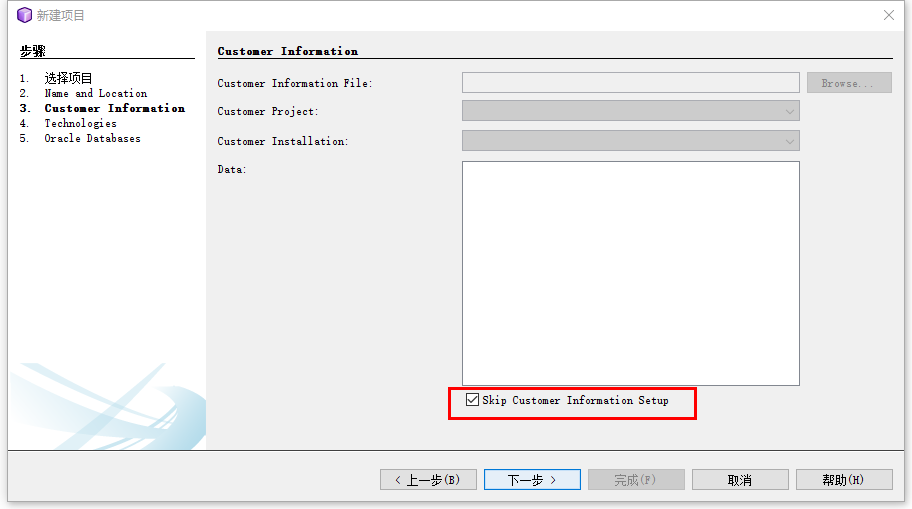 新建项目
步骤
1. 选择项目
2. Name and Location
3. Customer Information
4. Technologies
5. Oracle Databases
Customer Information
Customer Information File:
Browse...
Customer Project:
Customer Installation:
Data:
Skip Customer Information Setup
< 上一步(B)
下一步 >
完成(F)
取消
帮助(H)